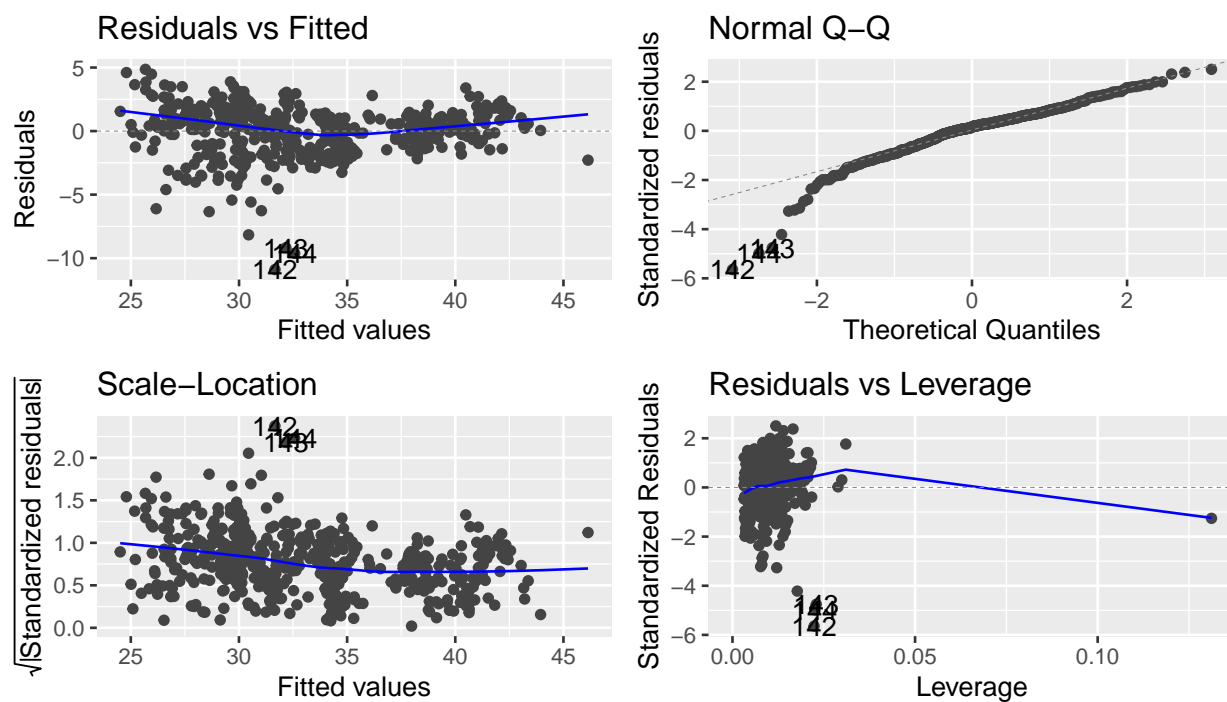 Residuals vs Fitted
Residuals
5
0
−5
−10
143
144
142
25 30 35 40 45
Fitted values
Normal Q−Q
Standardized residuals
2
0
−2
−4
−6
143
144
142
−2 0 2
Theoretical Quantiles
Scale−Location
√|Standardized residuals|
2.0
1.5
1.0
0.5
0.0
142
144
143
25 30 35 40 45
Fitted values
Residuals vs Leverage
Standardized Residuals
2
0
−2
−4
−6
143
144
142
0.00 0.05 0.10
Leverage